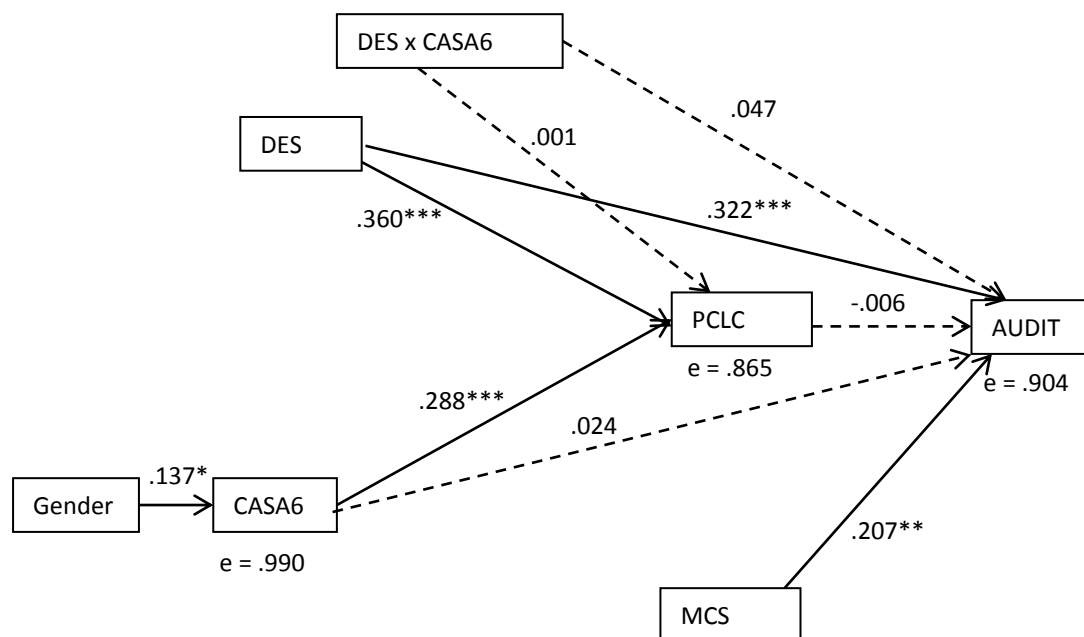 DES x CASA6
.047
DES
.001
.360***
.322***
PCLC
-.006
AUDIT
e = .865
e = .904
.288***
.024
Gender
.137*
CASA6
e = .990
.207**
MCS